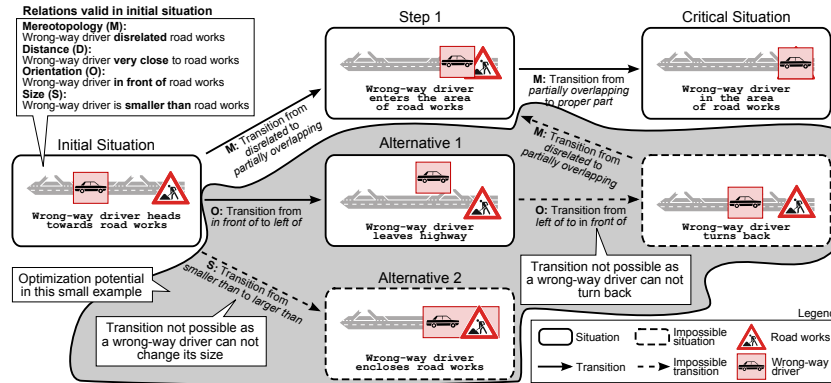 Relations valid in initial situation
Mereotopology (M):
Wrong-way driver disrelated road works
Distance (D):
Wrong-way driver very close to road works
Orientation (O):
Wrong-way driver in front of road works
Size (S):
Wrong-way driver is smaller than road works
Step 1
Wrong-way driver
enters the area
of road works
M: Transition from
partially overlapping
to proper part
Critical Situation
Wrong-way driver
in the area
of road works
M: Transition from
disrelated to
partially overlapping
Initial Situation
Wrong-way driver heads
towards road works
O: Transition from
in front of to left of
Alternative 1
Wrong-way driver
leaves highway
M: Transition from
disrelated to
partially overlapping
O: Transition from
left of to in front of
Wrong-way driver
turns back
Transition not possible as
a wrong-way driver can not
turn back
Optimization potential
in this small example
S: Transition from
smaller than to larger than
Transition not possible as
a wrong-way driver can not
change its size
Alternative 2
Wrong-way driver
encloses road works
Legend
Situation
Impossible
situation
Road works
Transition
Impossible
transition
Wrong-way
driver